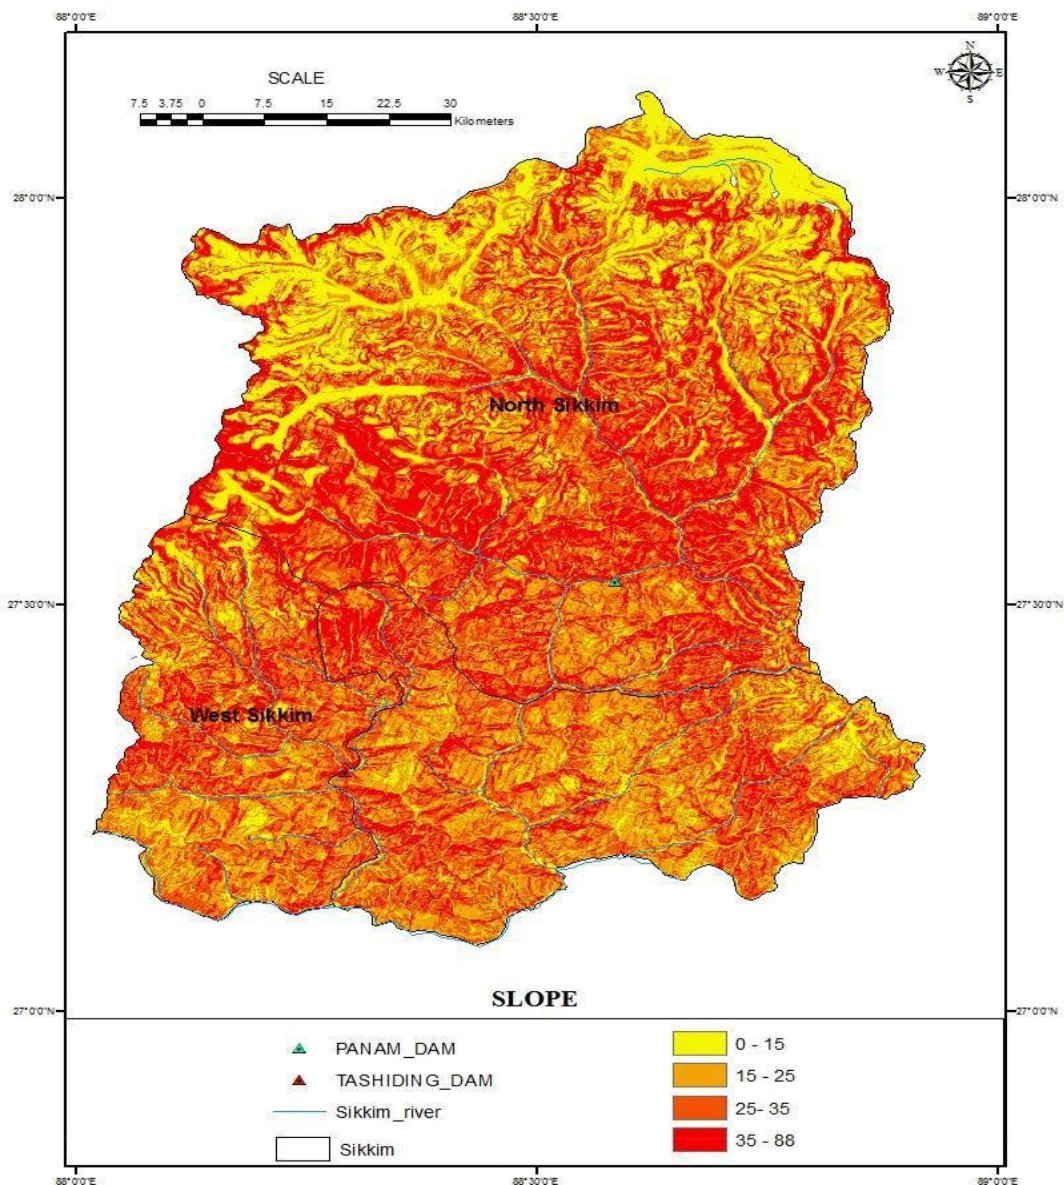 88°0'0"E 88°30'0"E 89°0'0"E
N
W E
S
SCALE
7.5 3.75 0 7.5 15 22.5 30
Kilometers
28°0'0"N 28°0'0"N
North Sikkim
27°30'0"N 27°30'0"N
West Sikkim
SLOPE
27°0'0"N 27°0'0"N
PANAM_DAM
TASHIDING_DAM
Sikkim_river
Sikkim
0 - 15
15 - 25
25- 35
35 - 88
88°0'0"E 88°30'0"E 89°0'0"E